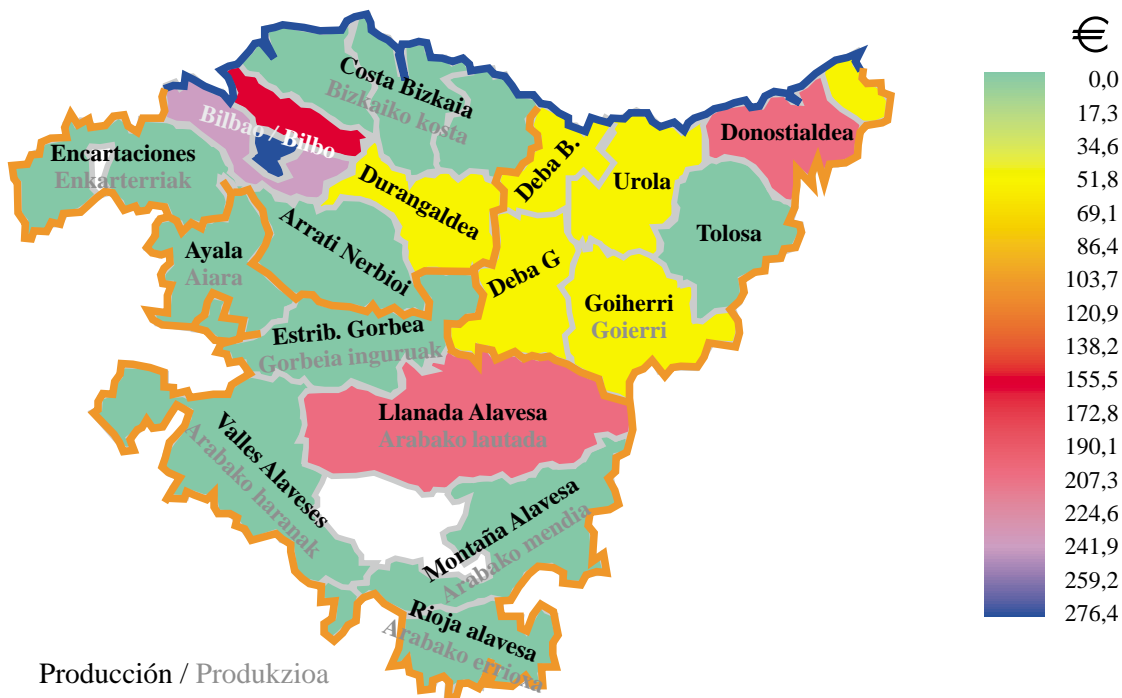 €
Costa Bizkaia
Bizkaiko kosta
Bilbao / Bilbo
Donostialdea
Encartaciones
Enkarterriak
Deba B.
Urola
Durangaldea
Arrati Nerbioi
Tolosa
Ayala
Aiara
Deba G
Goiherri
Goierri
Estrib. Gorbea
Gorbeia inguruak
Llanada Alavesa
Arabako lautada
Valles Alaveses
Arabako haranak
Montaña Alavesa
Arabako mendia
Rioja alavesa
Arabako errioxa
Producción / Produkzioa
0,0
17,3
34,6
51,8
69,1
86,4
103,7
120,9
138,2
155,5
172,8
190,1
207,3
224,6
241,9
259,2
276,4